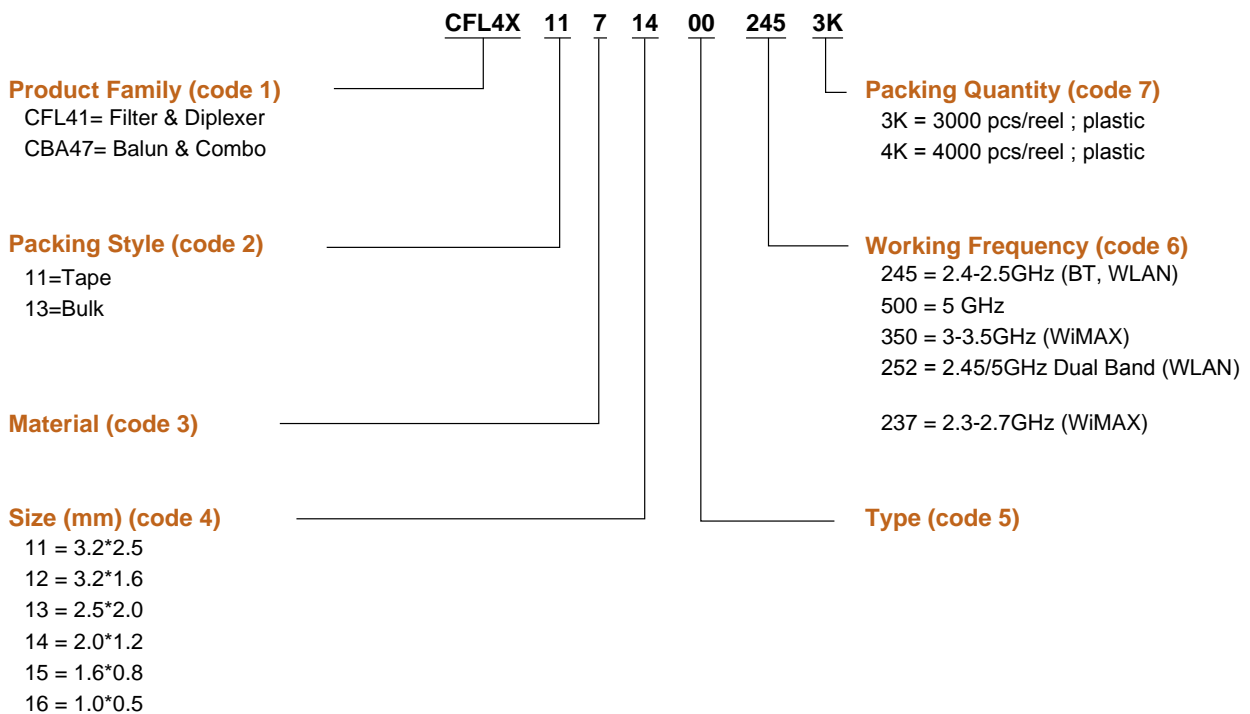 CFL4X 11 7 14 00 245 3K
Product Family (code 1)
CFL41= Filter & Diplexer
CBA47= Balun & Combo
Packing Style (code 2)
11=Tape
13=Bulk
Material (code 3)
Size (mm) (code 4)
11 = 3.2*2.5
12 = 3.2*1.6
13 = 2.5*2.0
14 = 2.0*1.2
15 = 1.6*0.8
16 = 1.0*0.5
Packing Quantity (code 7)
3K = 3000 pcs/reel ; plastic
4K = 4000 pcs/reel ; plastic
Working Frequency (code 6)
245 = 2.4-2.5GHz (BT, WLAN)
500 = 5 GHz
350 = 3-3.5GHz (WiMAX)
252 = 2.45/5GHz Dual Band (WLAN)
237 = 2.3-2.7GHz (WiMAX)
Type (code 5)